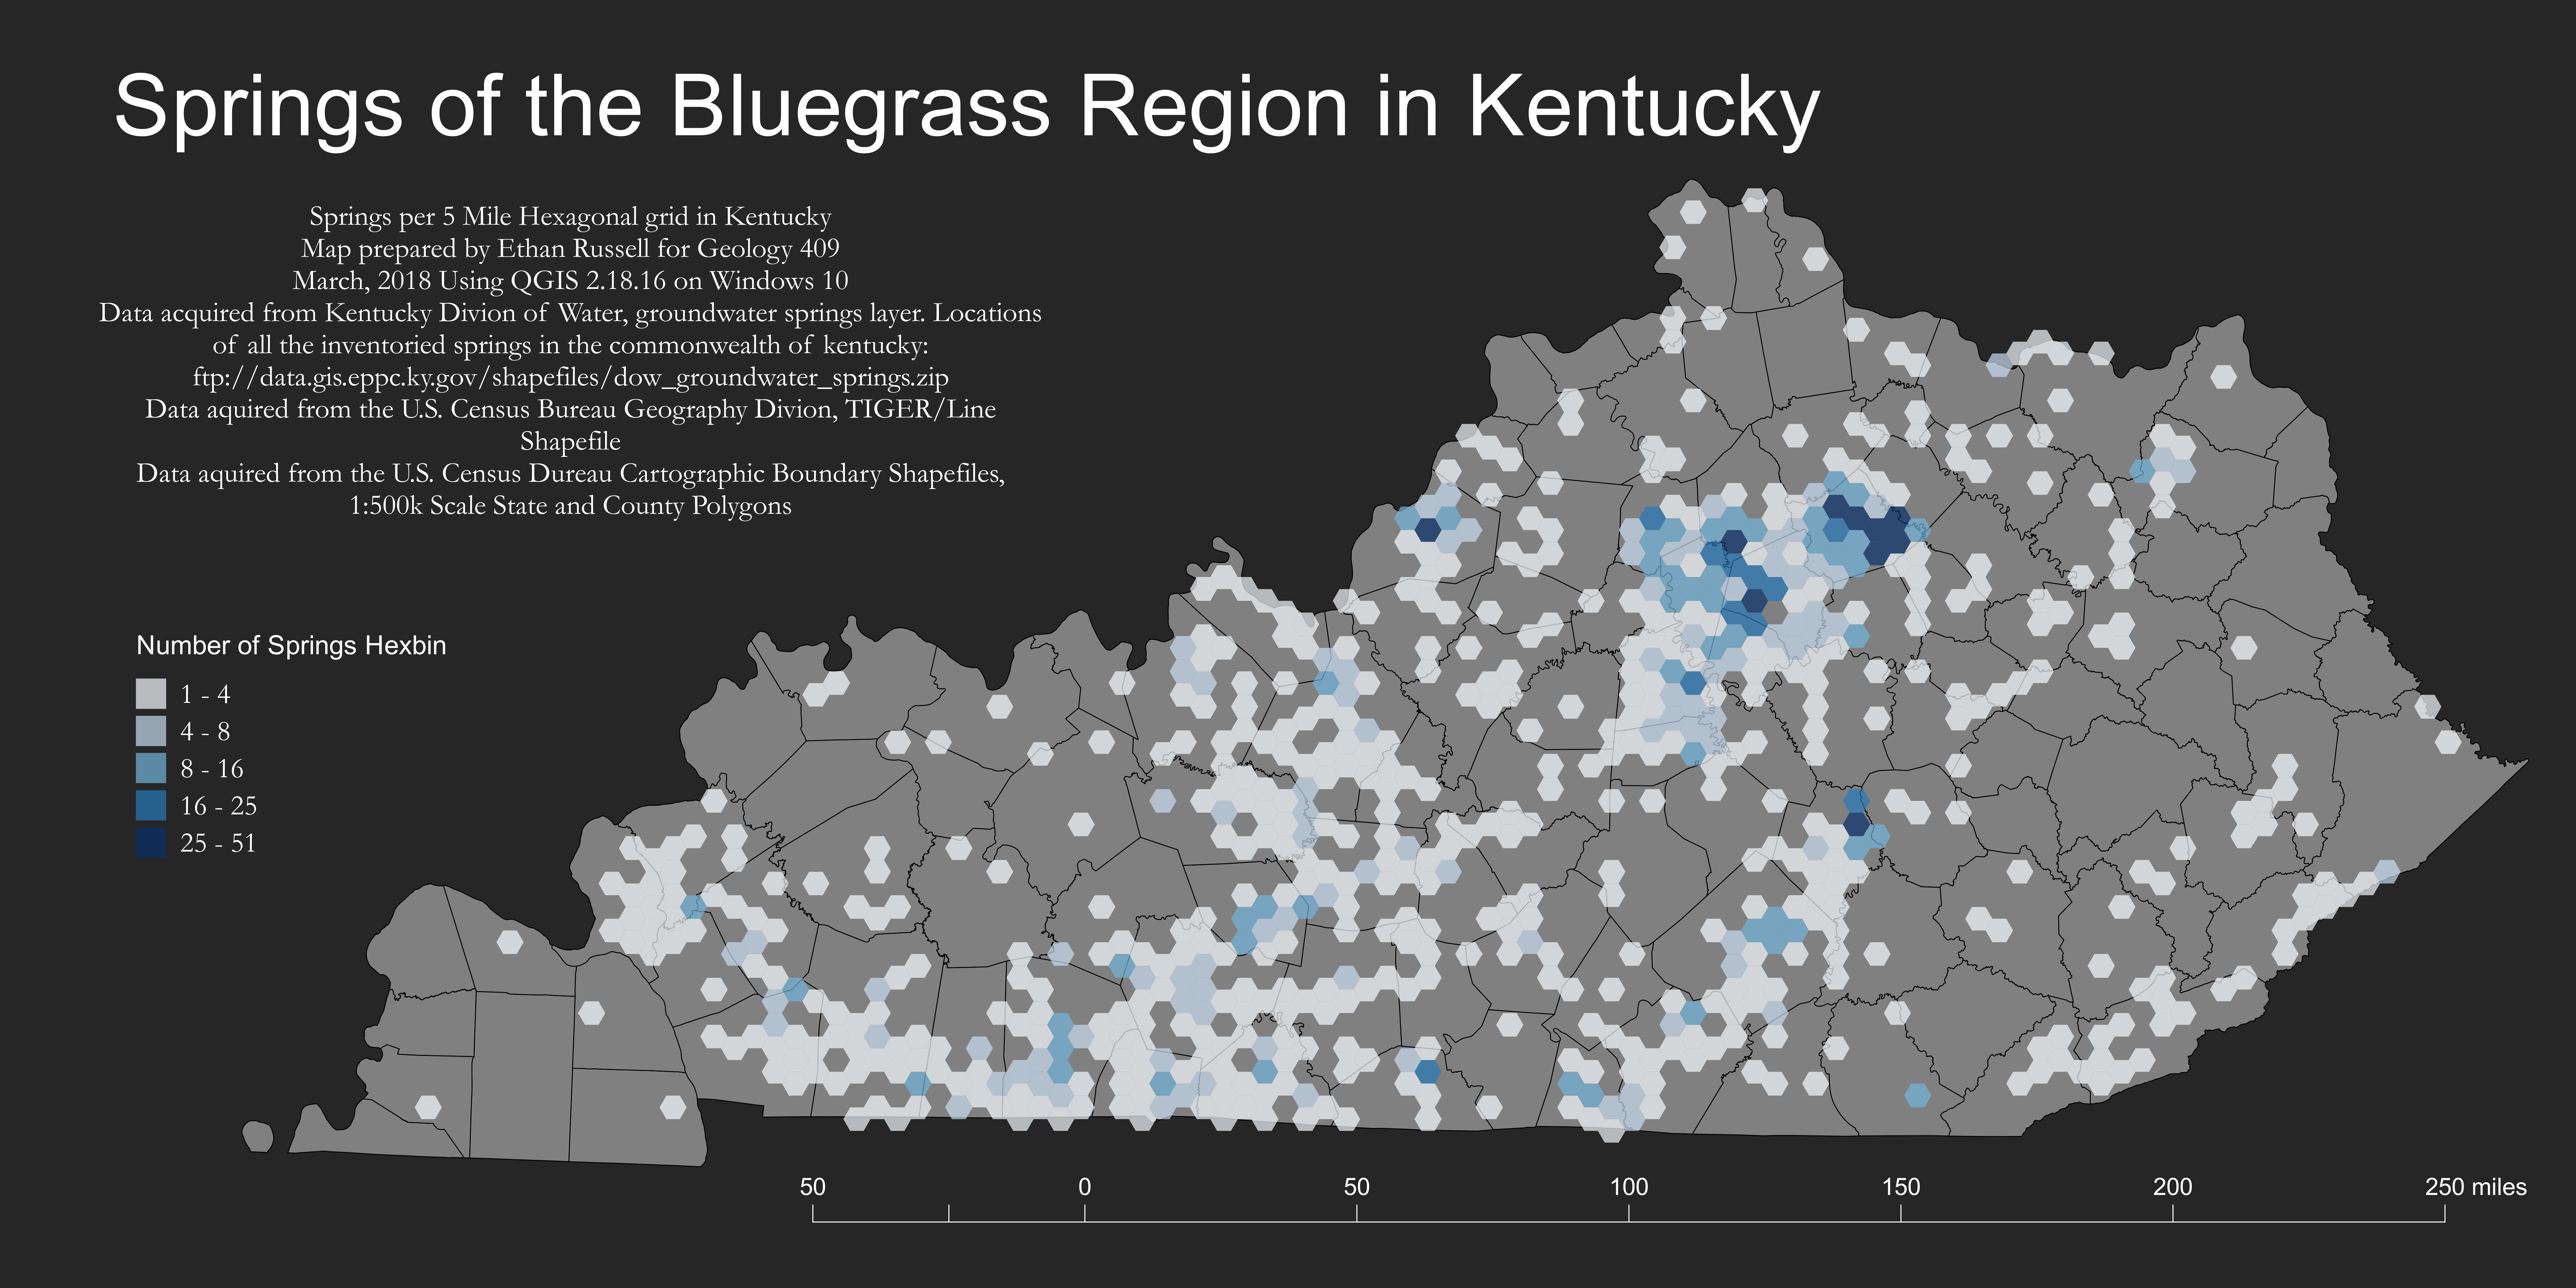 Springs of the Bluegrass Region in Kentucky
Springs per 5 Mile Hexagonal grid in Kentucky
Map prepared by Ethan Russell for Geology 409
March, 2018 Using QGIS 2.18.16 on Windows 10
Data acquired from Kentucky Divion of Water, groundwater springs layer. Locations
of all the inventoried springs in the commonwealth of kentucky:
ftp://data.gis.eppc.ky.gov/shapefiles/dow_groundwater_springs.zip
Data aquired from the U.S. Census Bureau Geography Divion, TIGER/Line
Shapefile
Data aquired from the U.S. Census Dureau Cartographic Boundary Shapefiles,
1:500k Scale State and County Polygons
Number of Springs Hexbin
1 - 4
4 - 8
8 - 16
16 - 25
25 - 51
50 0 50 100 150 200 250 miles